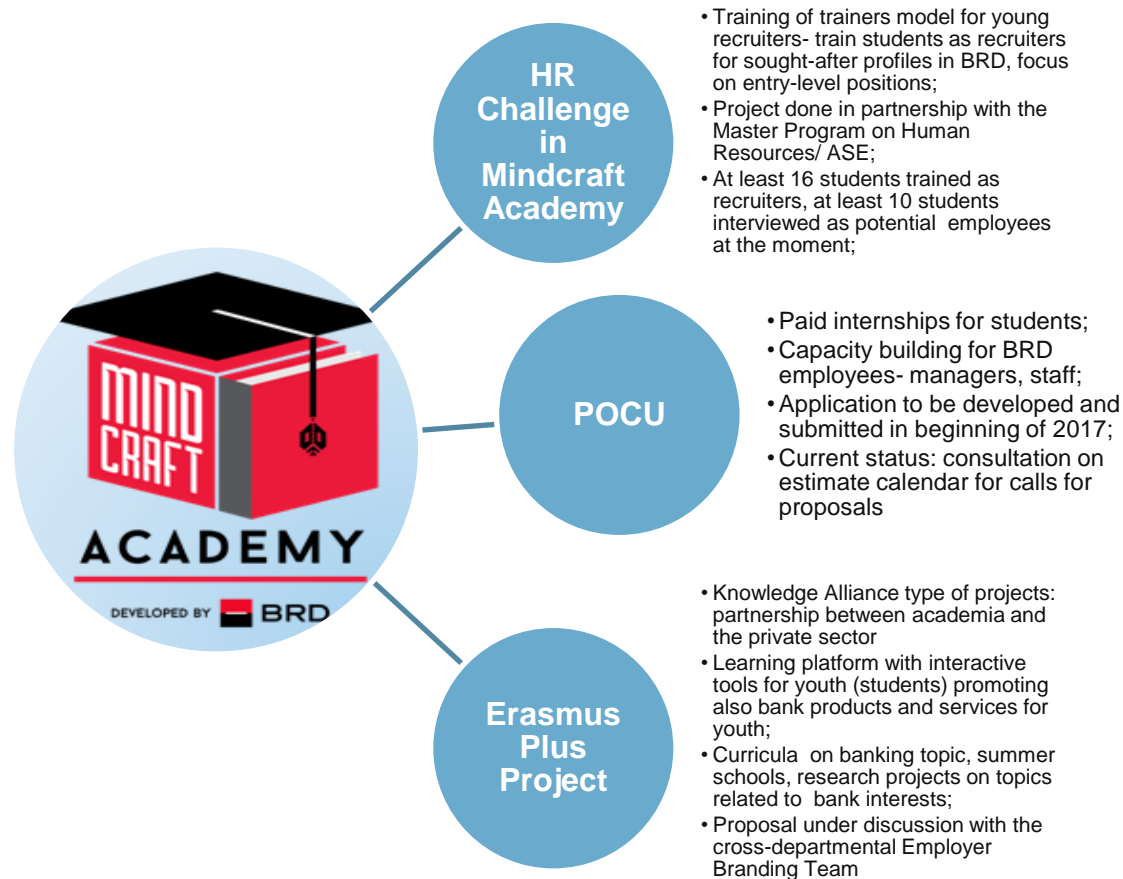 MIND
CRAFT
ACADEMY
DEVELOPED BY BRD
HR
Challenge
in
Mindcraft
Academy
• Training of trainers model for young
recruiters- train students as recruiters
for sought-after profiles in BRD, focus
on entry-level positions;
• Project done in partnership with the
Master Program on Human
Resources/ ASE;
• At least 16 students trained as
recruiters, at least 10 students
interviewed as potential employees
at the moment;
POCU
• Paid internships for students;
• Capacity building for BRD
employees- managers, staff;
• Application to be developed and
submitted in beginning of 2017;
• Current status: consultation on
estimate calendar for calls for
proposals
Erasmus
Plus
Project
• Knowledge Alliance type of projects:
partnership between academia and
the private sector
• Learning platform with interactive
tools for youth (students) promoting
also bank products and services for
youth;
• Curricula on banking topic, summer
schools, research projects on topics
related to bank interests;
• Proposal under discussion with the
cross-departmental Employer
Branding Team